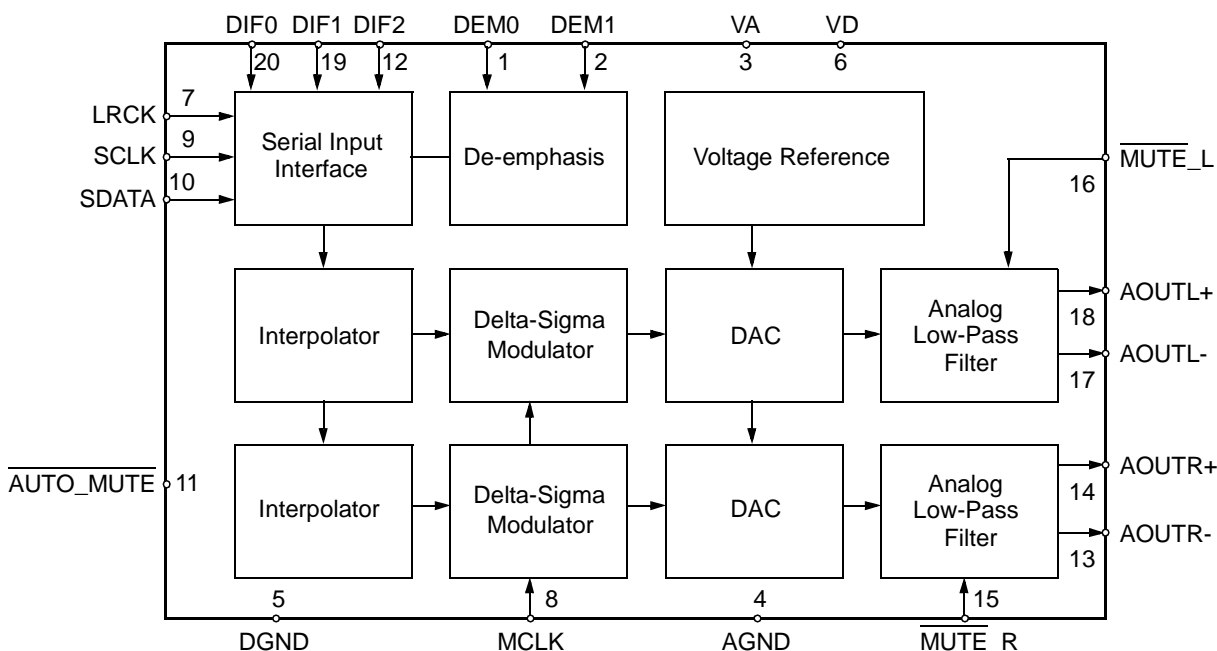 DIF0 DIF1 DIF2 DEM0 DEM1 VA VD
20 19 12 1 2 3 6
LRCK 7
SCLK 9
SDATA 10
Serial Input
Interface
De-emphasis
Voltage Reference
MUTE_L
16
Interpolator
Delta-Sigma
Modulator
DAC
Analog
Low-Pass
Filter
AOUTL+
18
AOUTL-
17
AUTO_MUTE 11
Interpolator
Delta-Sigma
Modulator
DAC
Analog
Low-Pass
Filter
AOUTR+
14
AOUTR-
13
5 8 4 15
DGND MCLK AGND MUTE R